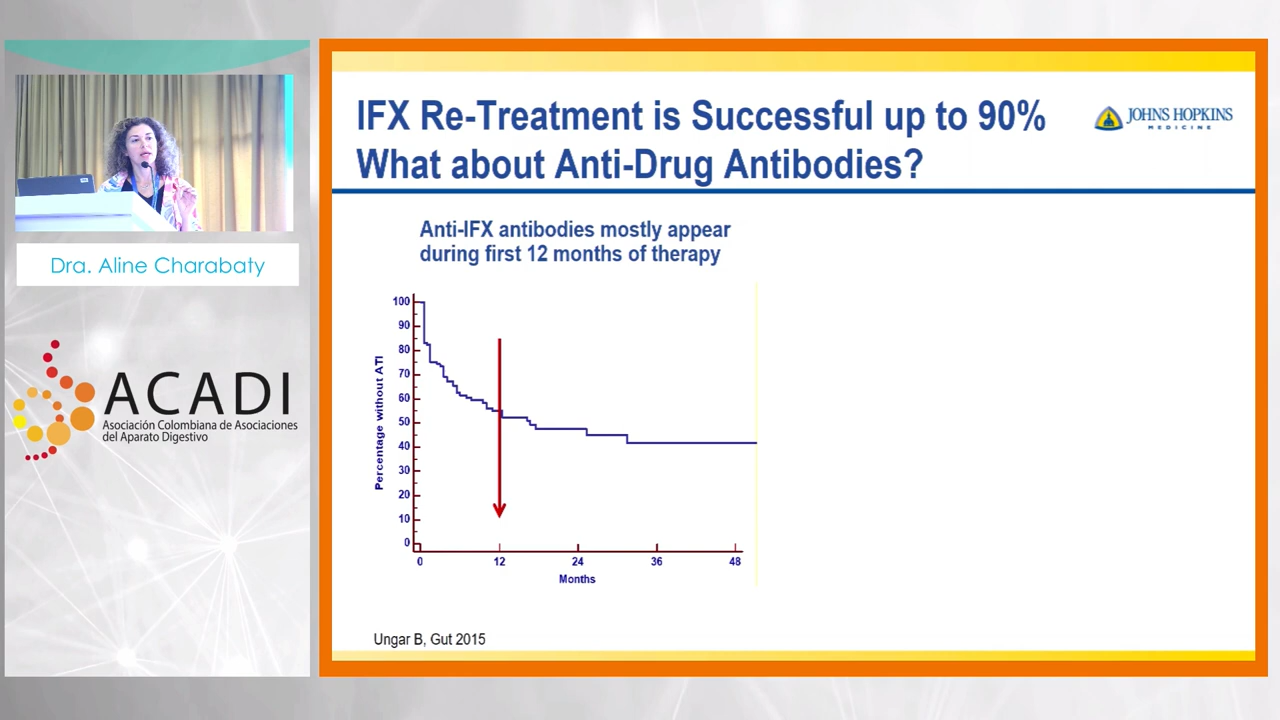 IFX Re-Treatment is Successful up to 90%
What about Anti-Drug Antibodies?
JOHNS HOPKINS
MEDICINE
Anti-IFX antibodies mostly appear
during first 12 months of therapy
Percentage without ATI
100
90
80
70
60
50
40
30
20
10
0
0 12 24 36 48
Months
Ungar B, Gut 2015
Dra. Aline Charabaty
ACADI
Asociación Colombiana de Asociaciones
del Aparato Digestivo